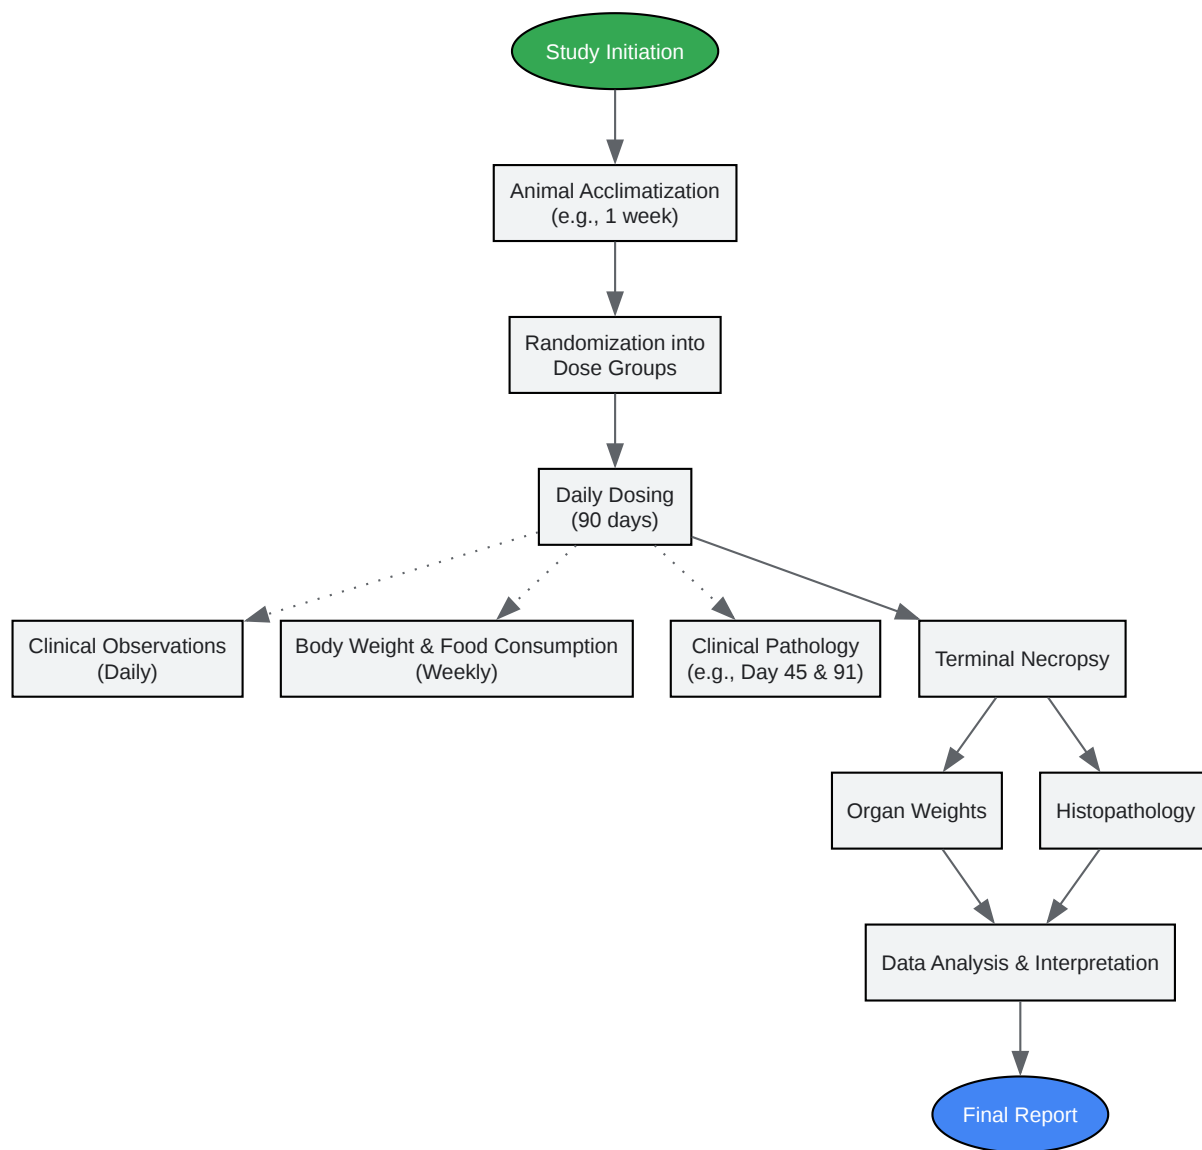 Study Initiation
Animal Acclimatization
(e.g., 1 week)
Randomization into
Dose Groups
Daily Dosing
(90 days)
Clinical Observations
(Daily)
Body Weight & Food Consumption
(Weekly)
Clinical Pathology
(e.g., Day 45 & 91)
Terminal Necropsy
Organ Weights
Histopathology
Data Analysis & Interpretation
Final Report